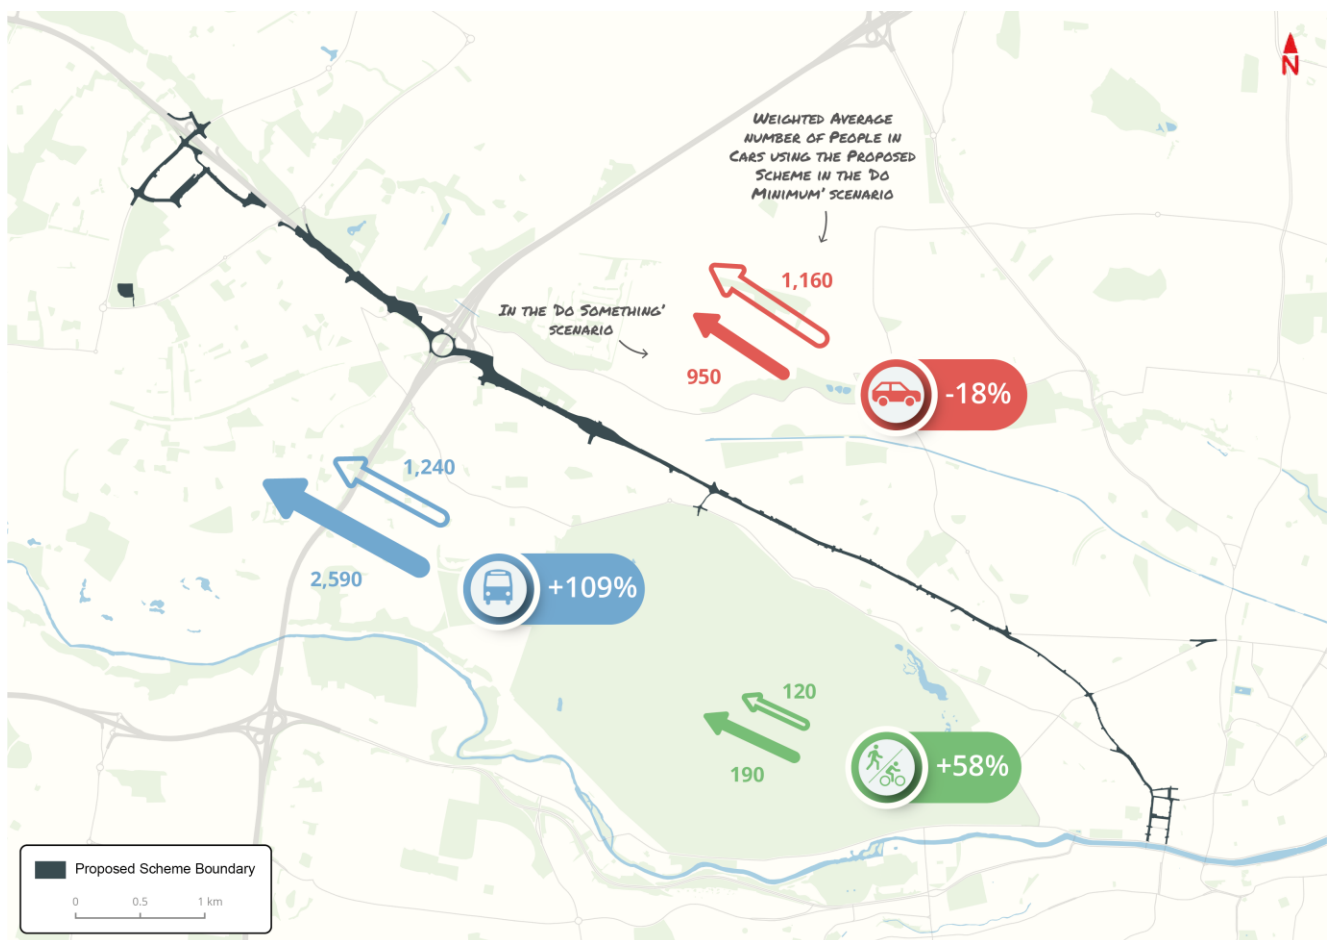 N
WEIGHTED AVERAGE
NUMBER OF PEOPLE IN
CARS USING THE PROPOSED
SCHEME IN THE 'DO
MINIMUM' SCENARIO
1,160
IN THE 'DO SOMETHING'
SCENARIO
950
-18%
1,240
2,590
+109%
120
190
+58%
Proposed Scheme Boundary
0 0.5 1 km